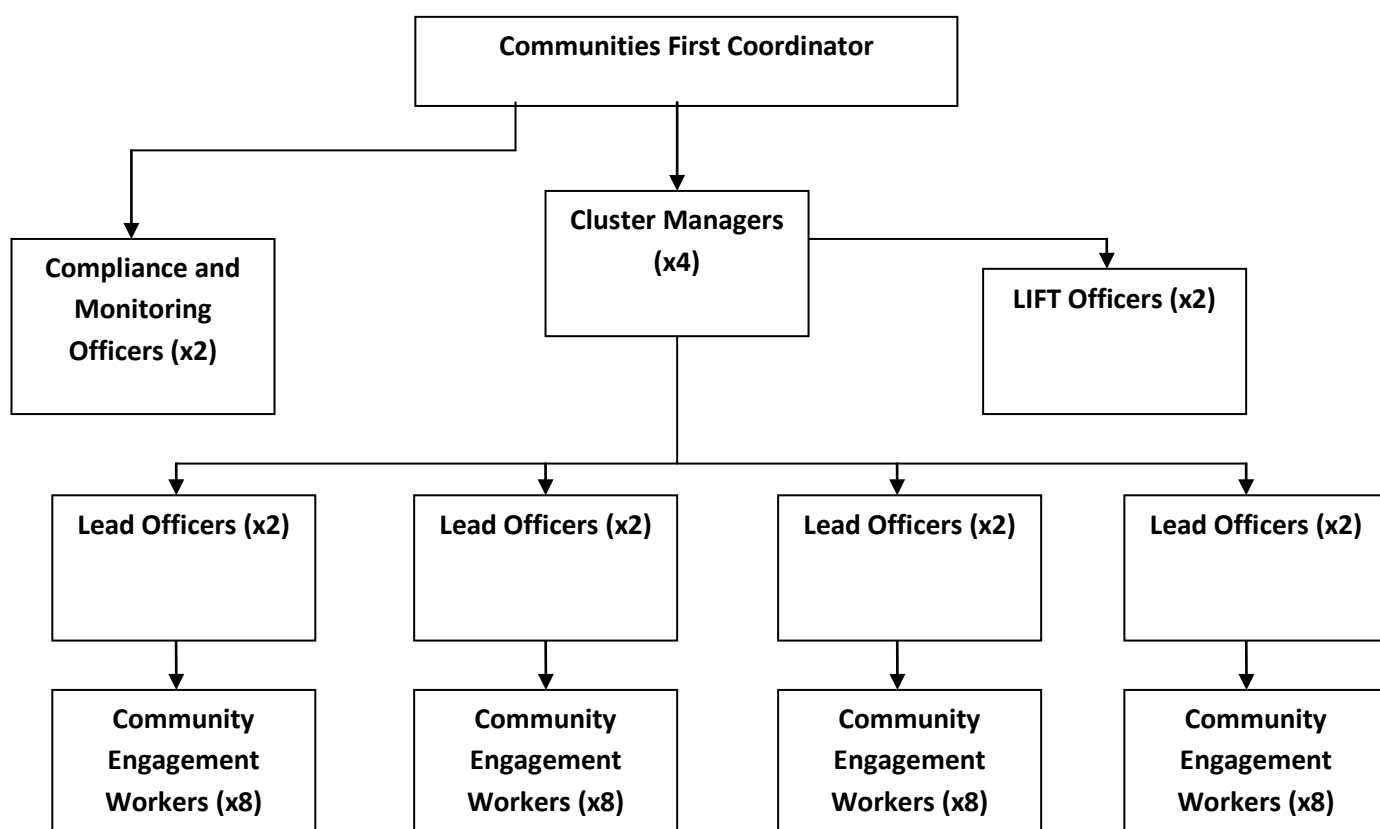 Communities First Coordinator
Cluster Managers
(x4)
Compliance and
Monitoring
Officers (x2)
LIFT Officers (x2)
Lead Officers (x2)
Lead Officers (x2)
Lead Officers (x2)
Lead Officers (x2)
Community
Engagement
Workers (x8)
Community
Engagement
Workers (x8)
Community
Engagement
Workers (x8)
Community
Engagement
Workers (x8)